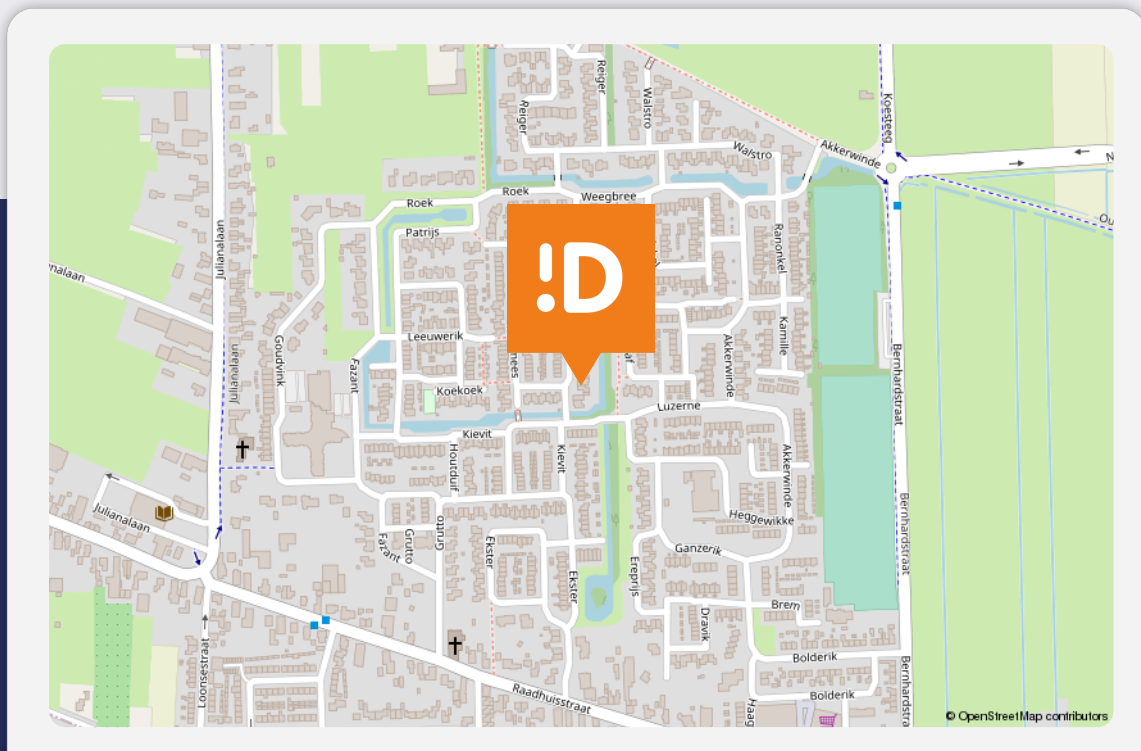 Reiger
Reiger
Walstro
Koesteeg
Walstro
Akkerwinde
Roek
Weegbree
Roek
Julianalaan
Patrijs
Ranonkel
!D
Leeuwerik
Goudvink
Fazant
Kamille
Akkerwinde
Julianalaan
Bernhardstraat
Koekoek
Luzerne
Kievit
Houtduif
Kievit
Akkerwinde
Julianalaan
Heggewikke
Bernhardstraat
Grutto
Grutto
Fazant
Ekster
Ganzerik
Ekster
Ereprijs
Brem
Dravik
Loonsestraat
Bolderik
Raadhuisstraat
Bolderik
© OpenStreetMap contributors